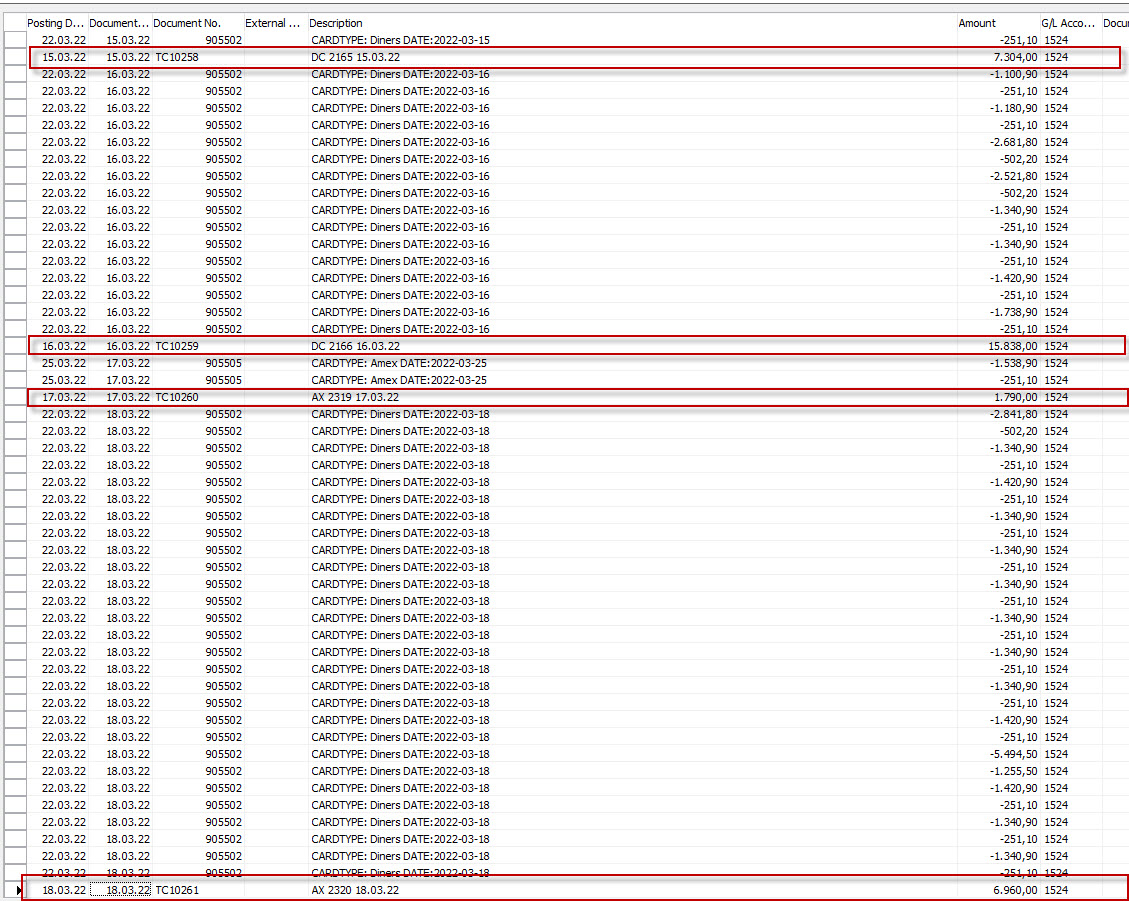 Posting D... Document... Document No. External ... Description Amount G/L Acco... Docu
22.03.22 15.03.22 905502 CARDTYPE: Diners DATE:2022-03-15 -251,10 1524
15.03.22 15.03.22 TC10258 DC 2165 15.03.22 7.304,00 1524
22.03.22 16.03.22 905502 CARDTYPE: Diners DATE:2022-03-16 -1.100,90 1524
22.03.22 16.03.22 905502 CARDTYPE: Diners DATE:2022-03-16 -251,10 1524
22.03.22 16.03.22 905502 CARDTYPE: Diners DATE:2022-03-16 -1.180,90 1524
22.03.22 16.03.22 905502 CARDTYPE: Diners DATE:2022-03-16 -251,10 1524
22.03.22 16.03.22 905502 CARDTYPE: Diners DATE:2022-03-16 -2.681,80 1524
22.03.22 16.03.22 905502 CARDTYPE: Diners DATE:2022-03-16 -502,20 1524
22.03.22 16.03.22 905502 CARDTYPE: Diners DATE:2022-03-16 -2.521,80 1524
22.03.22 16.03.22 905502 CARDTYPE: Diners DATE:2022-03-16 -502,20 1524
22.03.22 16.03.22 905502 CARDTYPE: Diners DATE:2022-03-16 -1.340,90 1524
22.03.22 16.03.22 905502 CARDTYPE: Diners DATE:2022-03-16 -251,10 1524
22.03.22 16.03.22 905502 CARDTYPE: Diners DATE:2022-03-16 -1.340,90 1524
22.03.22 16.03.22 905502 CARDTYPE: Diners DATE:2022-03-16 -251,10 1524
22.03.22 16.03.22 905502 CARDTYPE: Diners DATE:2022-03-16 -1.420,90 1524
22.03.22 16.03.22 905502 CARDTYPE: Diners DATE:2022-03-16 -251,10 1524
22.03.22 16.03.22 905502 CARDTYPE: Diners DATE:2022-03-16 -1.738,90 1524
22.03.22 16.03.22 905502 CARDTYPE: Diners DATE:2022-03-16 -251,10 1524
16.03.22 16.03.22 TC10259 DC 2166 16.03.22 15.838,00 1524
25.03.22 17.03.22 905505 CARDTYPE: Amex DATE:2022-03-25 -1.538,90 1524
25.03.22 17.03.22 905505 CARDTYPE: Amex DATE:2022-03-25 -251,10 1524
17.03.22 17.03.22 TC10260 AX 2319 17.03.22 1.790,00 1524
22.03.22 18.03.22 905502 CARDTYPE: Diners DATE:2022-03-18 -2.841,80 1524
22.03.22 18.03.22 905502 CARDTYPE: Diners DATE:2022-03-18 -502,20 1524
22.03.22 18.03.22 905502 CARDTYPE: Diners DATE:2022-03-18 -1.340,90 1524
22.03.22 18.03.22 905502 CARDTYPE: Diners DATE:2022-03-18 -251,10 1524
22.03.22 18.03.22 905502 CARDTYPE: Diners DATE:2022-03-18 -1.420,90 1524
22.03.22 18.03.22 905502 CARDTYPE: Diners DATE:2022-03-18 -251,10 1524
22.03.22 18.03.22 905502 CARDTYPE: Diners DATE:2022-03-18 -1.340,90 1524
22.03.22 18.03.22 905502 CARDTYPE: Diners DATE:2022-03-18 -251,10 1524
22.03.22 18.03.22 905502 CARDTYPE: Diners DATE:2022-03-18 -1.340,90 1524
22.03.22 18.03.22 905502 CARDTYPE: Diners DATE:2022-03-18 -251,10 1524
22.03.22 18.03.22 905502 CARDTYPE: Diners DATE:2022-03-18 -1.340,90 1524
22.03.22 18.03.22 905502 CARDTYPE: Diners DATE:2022-03-18 -251,10 1524
22.03.22 18.03.22 905502 CARDTYPE: Diners DATE:2022-03-18 -1.340,90 1524
22.03.22 18.03.22 905502 CARDTYPE: Diners DATE:2022-03-18 -251,10 1524
22.03.22 18.03.22 905502 CARDTYPE: Diners DATE:2022-03-18 -1.340,90 1524
22.03.22 18.03.22 905502 CARDTYPE: Diners DATE:2022-03-18 -251,10 1524
22.03.22 18.03.22 905502 CARDTYPE: Diners DATE:2022-03-18 -1.340,90 1524
22.03.22 18.03.22 905502 CARDTYPE: Diners DATE:2022-03-18 -251,10 1524
22.03.22 18.03.22 905502 CARDTYPE: Diners DATE:2022-03-18 -1.420,90 1524
22.03.22 18.03.22 905502 CARDTYPE: Diners DATE:2022-03-18 -251,10 1524
22.03.22 18.03.22 905502 CARDTYPE: Diners DATE:2022-03-18 -5.494,50 1524
22.03.22 18.03.22 905502 CARDTYPE: Diners DATE:2022-03-18 -1.255,50 1524
22.03.22 18.03.22 905502 CARDTYPE: Diners DATE:2022-03-18 -1.420,90 1524
22.03.22 18.03.22 905502 CARDTYPE: Diners DATE:2022-03-18 -251,10 1524
22.03.22 18.03.22 905502 CARDTYPE: Diners DATE:2022-03-18 -1.340,90 1524
22.03.22 18.03.22 905502 CARDTYPE: Diners DATE:2022-03-18 -251,10 1524
22.03.22 18.03.22 905502 CARDTYPE: Diners DATE:2022-03-18 -1.340,90 1524
22.03.22 18.03.22 905502 CARDTYPE: Diners DATE:2022-03-18 -251,10 1524
18.03.22 18.03.22 TC10261 AX 2320 18.03.22 6.960,00 1524